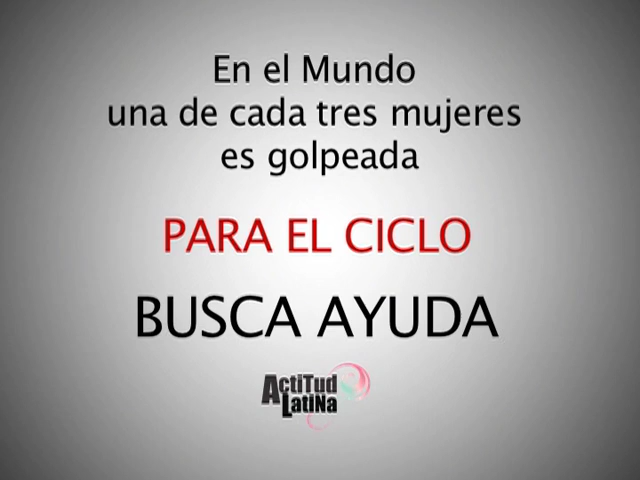 En el Mundo
una de cada tres mujeres
es golpeada
PARA EL CICLO
BUSCA AYUDA
ActiTud
LatiNa